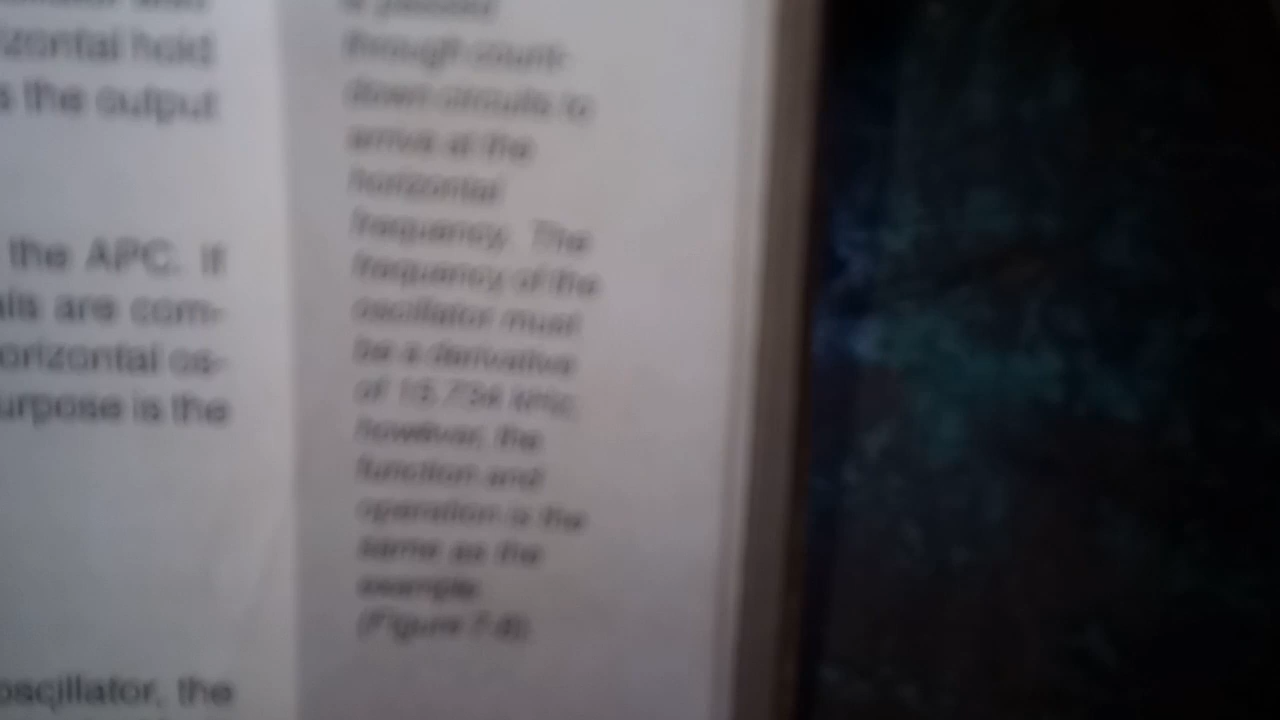 izontal hold
s the output
the APC. If
are com-
orizontal os-
urpose is the
oscillator, the
is passed
through count-
down circuits to
arrive at the
horizontal
frequency. The
frequency of the
oscillator must
be a derivative
of 15.734 kHz;
however, the
function and
operation is the
same as the
example
(Figure